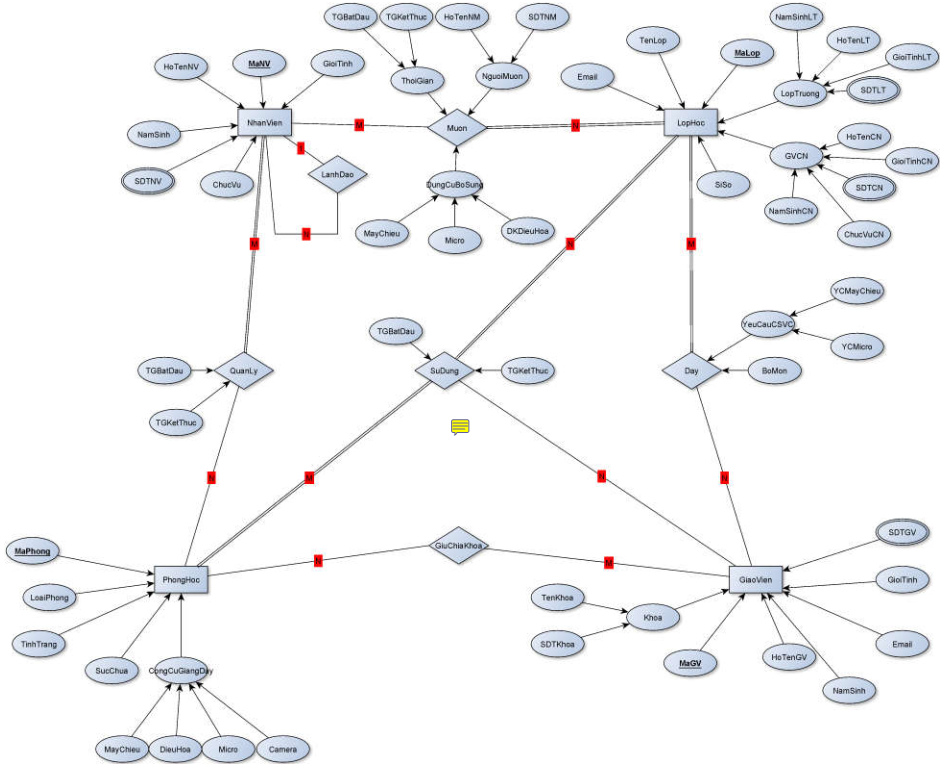 TGBatDau
TGKetThuc
HoTenNM
SDTNM
NamSinhLT
TenLop
MaLop
HoTenLT
GioiTinhLT
HoTenNV
MaNV
GioiTinh
ThoiGian
NguoiMuon
Email
LopTruong
SDTLT
NhanVien
M
Muon
N
LopHoc
NamSinh
HoTenCN
1
LanhDao
GVCN
GioiTinhCN
SDTNV
ChucVu
DungCuBoSung
SiSo
SDTCN
NamSinhCN
MayChieu
Micro
DKDieuHoa
ChucVuCN
M
N
N
M
YCMayChieu
TGBatDau
YeuCauCSVC
YCMicro
TGBatDau
QuanLy
SuDung
TGKetThuc
Day
BoMon
TGKetThuc
N
M
N
N
SDTGV
MaPhong
GiuChiaKhoa
N
M
PhongHoc
GiaoVien
GioiTinh
LoaiPhong
TenKhoa
Khoa
TinhTrang
SDTKhoa
Email
SucChua
CongCuGiangDay
MaGV
HoTenGV
NamSinh
MayChieu
DieuHoa
Micro
Camera